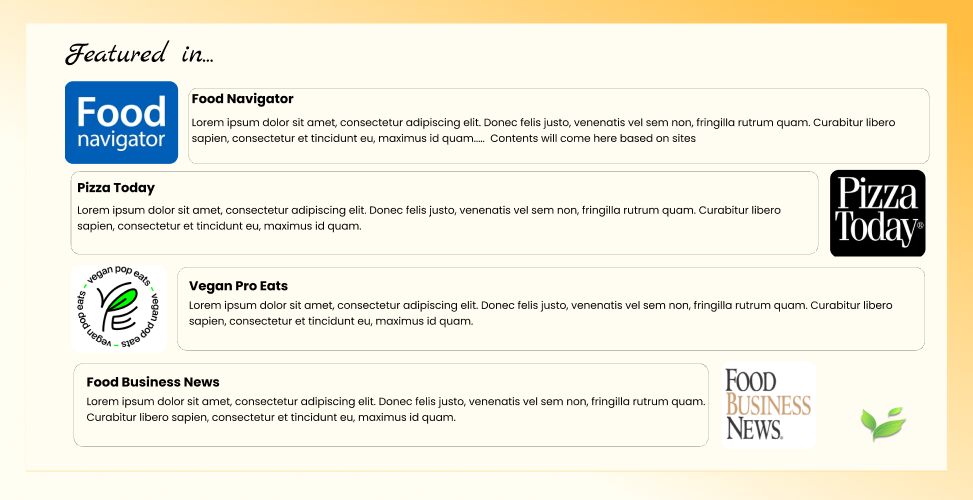 Featured in...
Food
navigator
Food Navigator
Lorem ipsum dolor sit amet, consectetur adipiscing elit. Donec felis justo, venenatis vel sem non, fringilla rutrum quam. Curabitur libero
sapien, consectetur et tincidunt eu, maximus id quam..... Contents will come here based on sites
Pizza Today
Lorem ipsum dolor sit amet, consectetur adipiscing elit. Donec felis justo, venenatis vel sem non, fringilla rutrum quam. Curabitur libero
sapien, consectetur et tincidunt eu, maximus id quam.
Pizza
Today®
vegan pop eats - vegan pop eats - vegan pop eats -
YE
Vegan Pro Eats
Lorem ipsum dolor sit amet, consectetur adipiscing elit. Donec felis justo, venenatis vel sem non, fringilla rutrum quam. Curabitur libero
sapien, consectetur et tincidunt eu, maximus id quam.
Food Business News
Lorem ipsum dolor sit amet, consectetur adipiscing elit. Donec felis justo, venenatis vel sem non, fringilla rutrum quam.
Curabitur libero sapien, consectetur et tincidunt eu, maximus id quam.
FOOD
BUSINESS
NEWS®